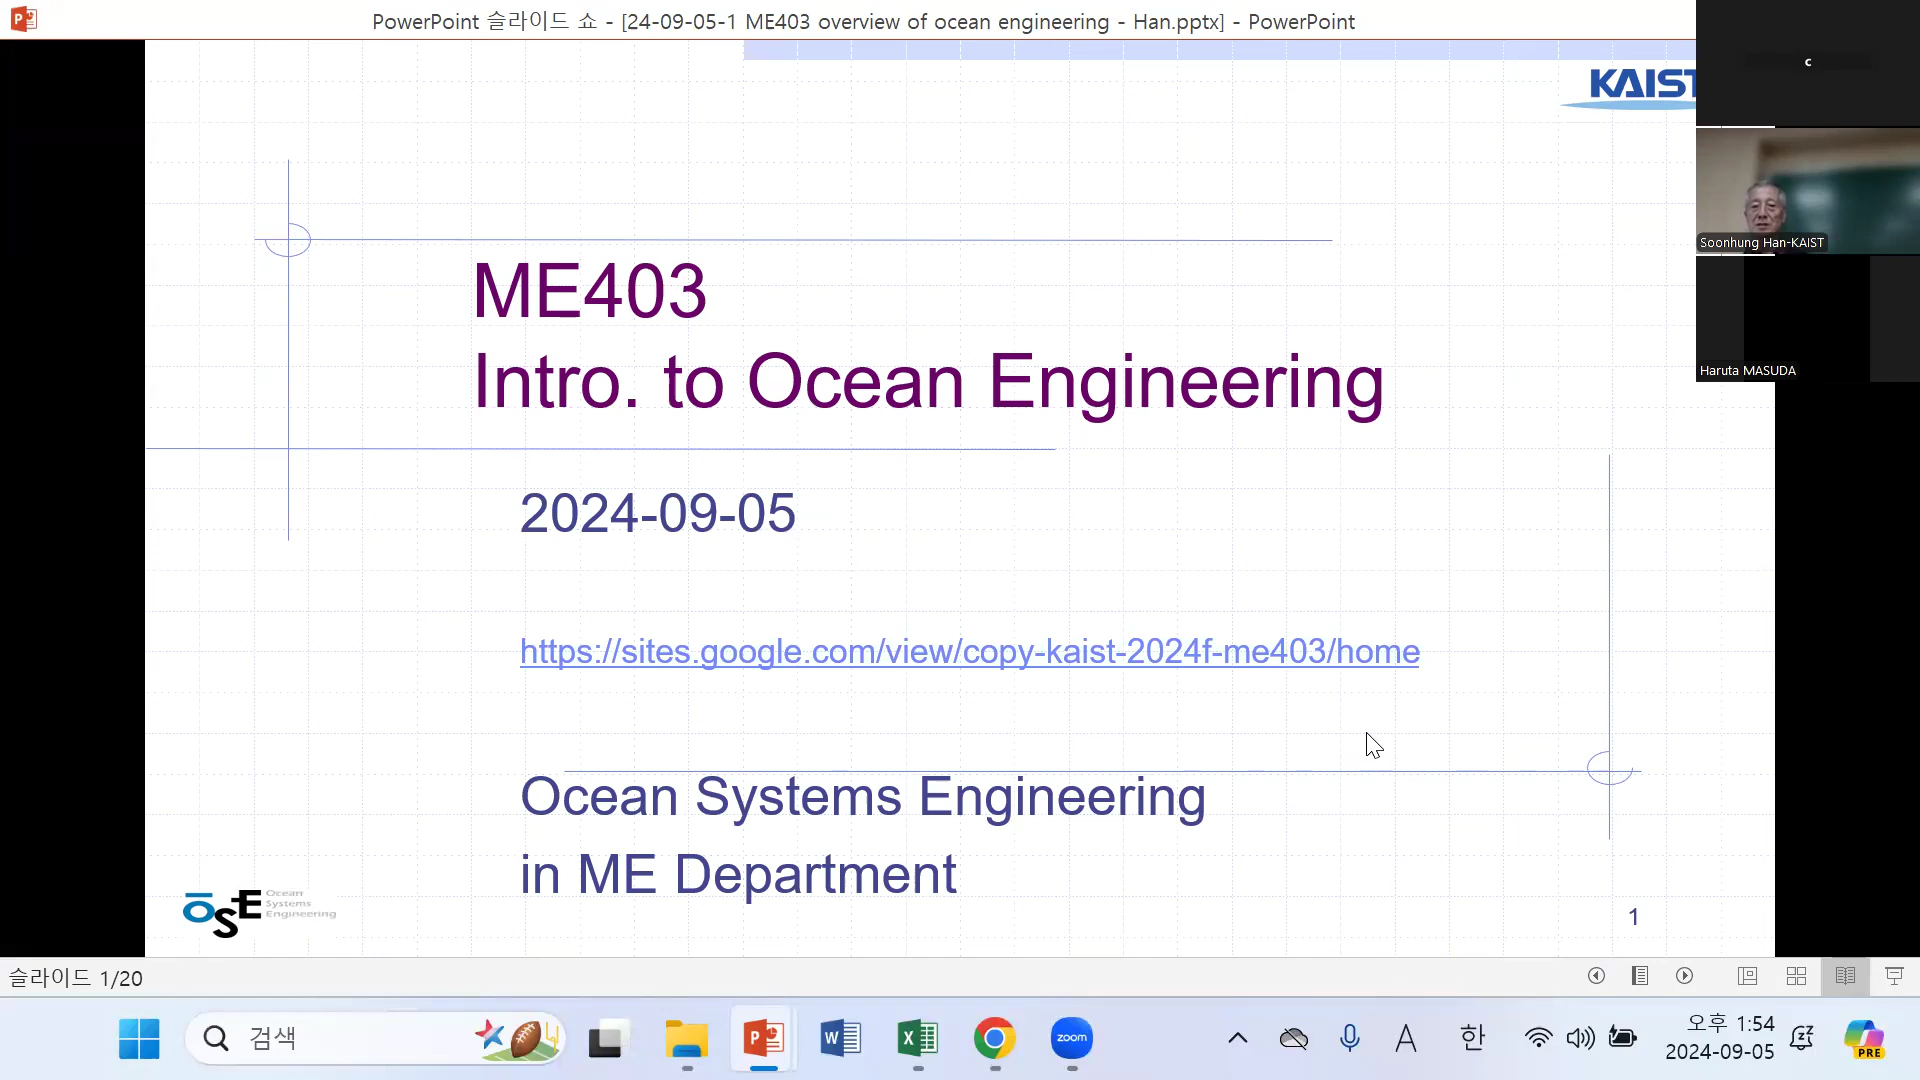 PowerPoint 슬라이드 쇼 - [24-09-05-1 ME403 overview of ocean engineering - Han.pptx] - PowerPoint
c
KAIST
Soonhung Han-KAIST
Haruta MASUDA
ME403
Intro. to Ocean Engineering
2024-09-05
https://sites.google.com/view/copy-kaist-2024f-me403/home
Ocean Systems Engineering
in ME Department
OSE Ocean
Systems
Engineering
1
슬라이드 1/20
검색
zoom
A
한
오후 1:54
2024-09-05
PRE